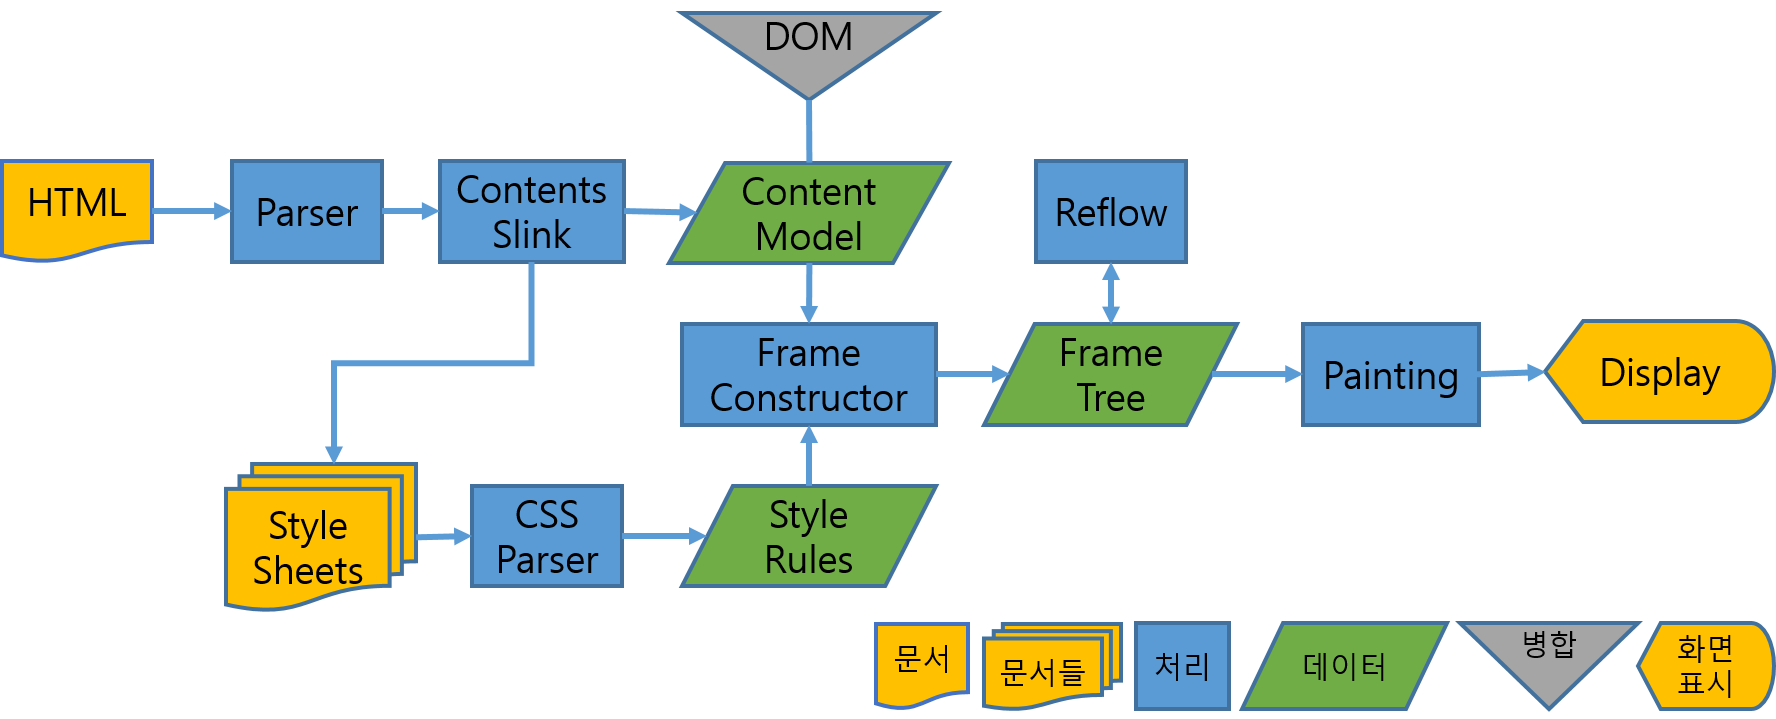 DOM
HTML
Parser
Contents
Slink
Content
Model
Reflow
Frame
Constructor
Frame
Tree
Painting
Display
Style
Sheets
CSS
Parser
Style
Rules
문서
문서들
처리
데이터
병합
화면
표시